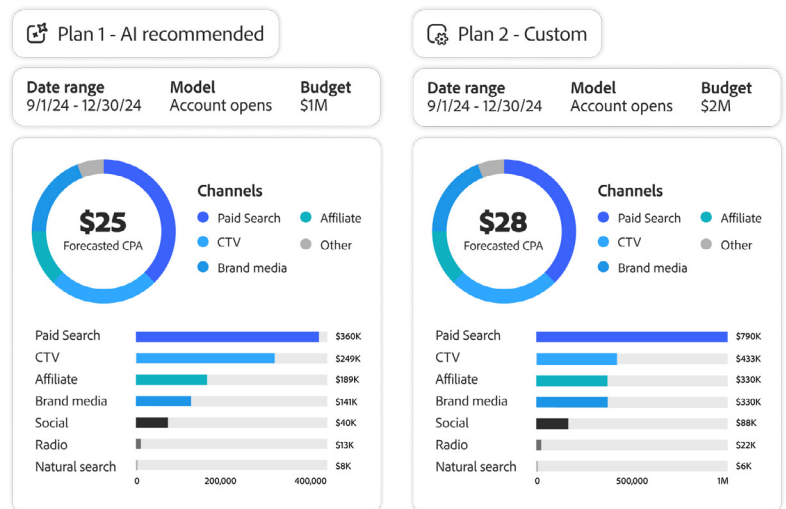 Plan 1 - AI recommended
Date range Model Budget
9/1/24 - 12/30/24 Account opens $1M
$25
Forecasted CPA
Channels
Paid Search Affiliate
CTV Other
Brand media
Paid Search $360K
CTV $249K
Affiliate $189K
Brand media $141K
Social $40K
Radio $13K
Natural search $8K
0 200,000 400,000
Plan 2 - Custom
Date range Model Budget
9/1/24 - 12/30/24 Account opens $2M
$28
Forecasted CPA
Channels
Paid Search Affiliate
CTV Other
Brand media
Paid Search $790K
CTV $433K
Affiliate $330K
Brand media $330K
Social $88K
Radio $22K
Natural search $6K
0 500,000 1M